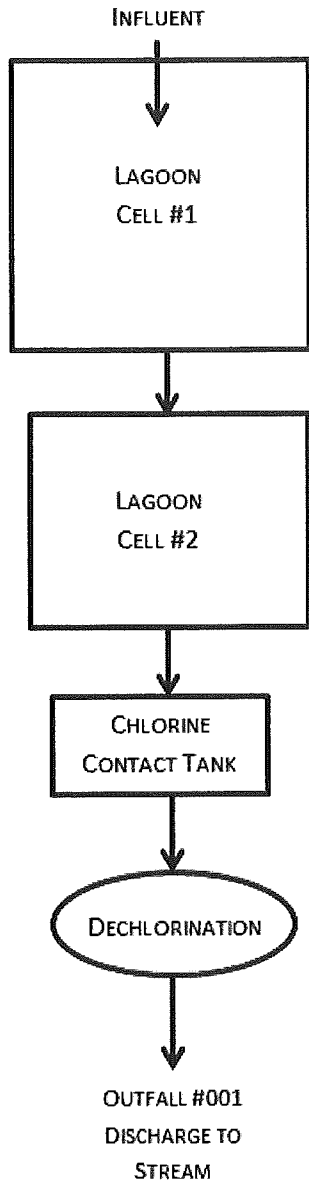 INFLUENT
LAGOON
CELL #1
LAGOON
CELL #2
CHLORINE
CONTACT TANK
DECHLORINATION
OUTFALL #001
DISCHARGE TO
STREAM